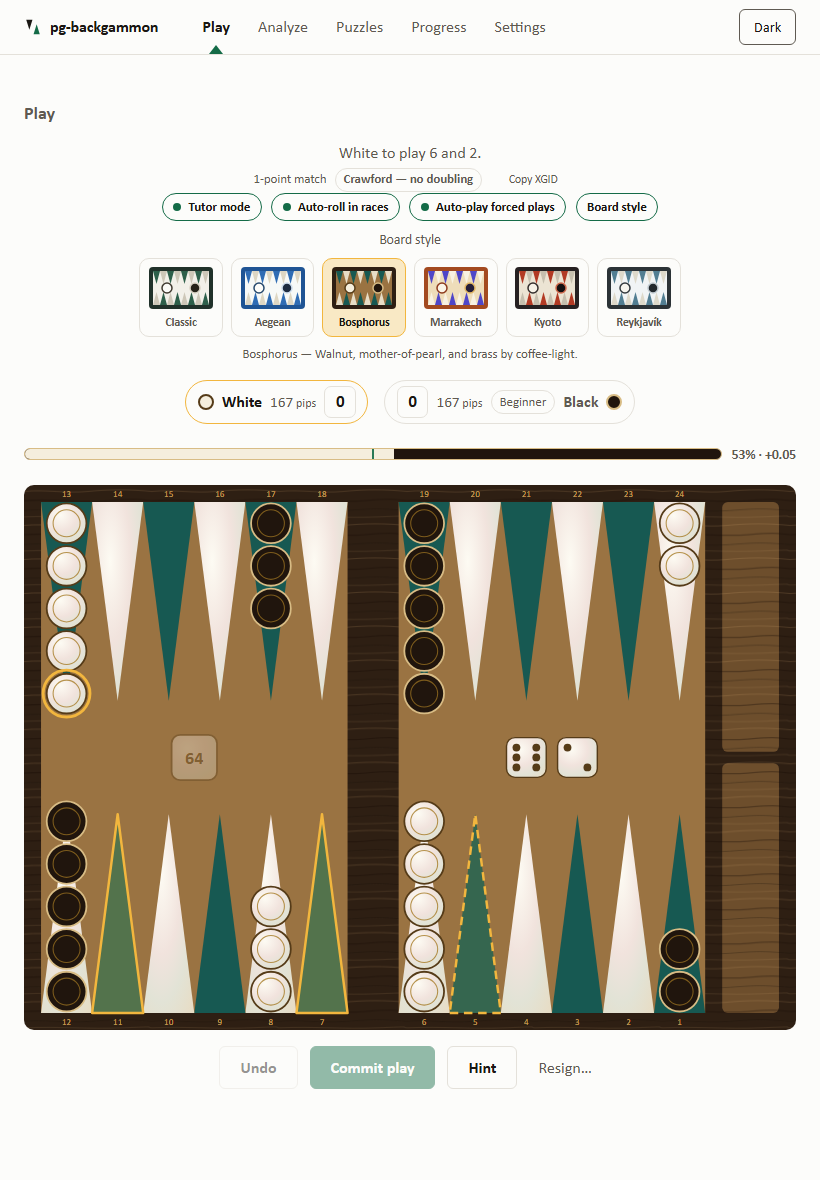 pg-backgammon Play Analyze Puzzles Progress Settings Dark
Play
White to play 6 and 2.
1-point match Crawford — no doubling Copy XGID
Tutor mode Auto-roll in races Auto-play forced plays Board style
Board style
Classic Aegean Bosphorus Marrakech Kyoto Reykjavík
Bosphorus — Walnut, mother-of-pearl, and brass by coffee-light.
White 167 pips 0 0 167 pips Beginner Black
53% · +0.05
13 14 15 16 17 18 19 20 21 22 23 24
64
12 11 10 9 8 7 6 5 4 3 2 1
Undo Commit play Hint Resign...